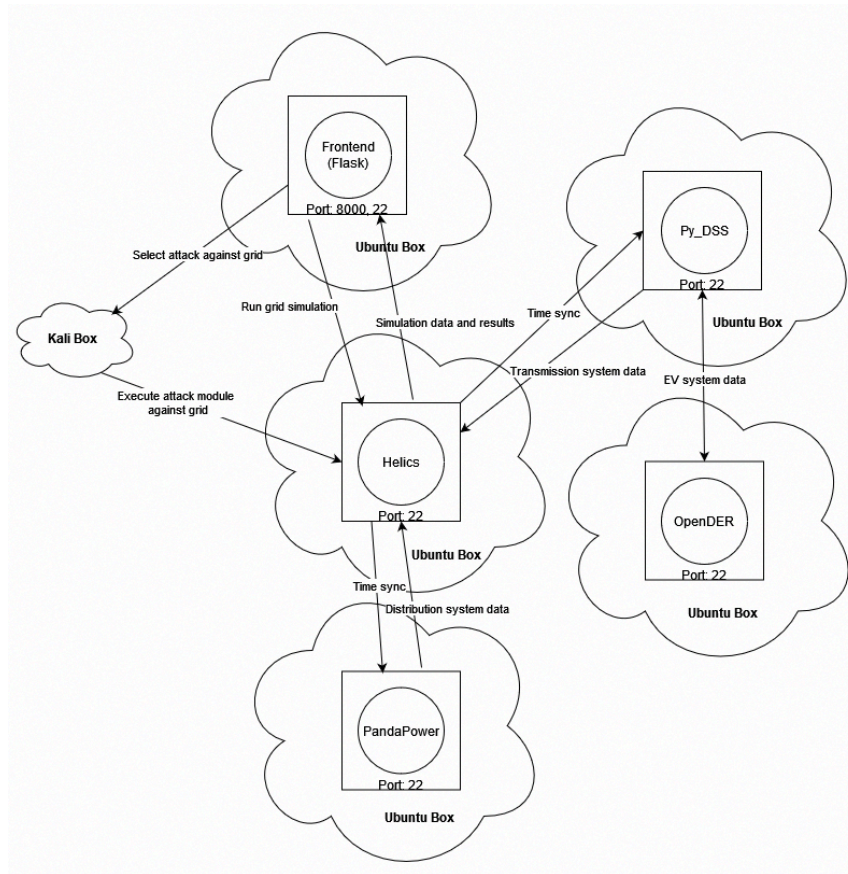 Frontend
(Flask)
Port: 8000, 22
Ubuntu Box
Select attack against grid
Kali Box
Run grid simulation
Simulation data and results
Execute attack module
against grid
Helics
Port: 22
Ubuntu Box
Time sync
Transmission system data
Py_DSS
Port: 22
Ubuntu Box
EV system data
OpenDER
Port: 22
Ubuntu Box
Time sync
Distribution system data
PandaPower
Port: 22
Ubuntu Box